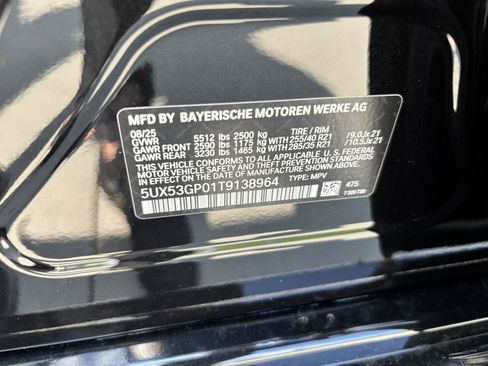 MFD BY BAYERISCHE MOTOREN WERKE AG
08/25
GVWR 5512 lbs 2500 kg TIRE / RIM
GAWR FRONT 2590 lbs 1175 kg WITH 255/40 R21 /9.0Jx21
GAWR REAR 3230 lbs 1465 kg WITH 285/35 R21 /10.5Jx21
THIS VEHICLE CONFORMS TO ALL APPLICABLE U.S. FEDERAL
MOTOR VEHICLE SAFETY, BUMPER, AND THEFT PREVENTION
STANDARDS IN EFFECT ON THE DATE OF MANUFACTURE SHOWN ABOVE.
5UX53GP01T9138964 TYPE: MPV
475